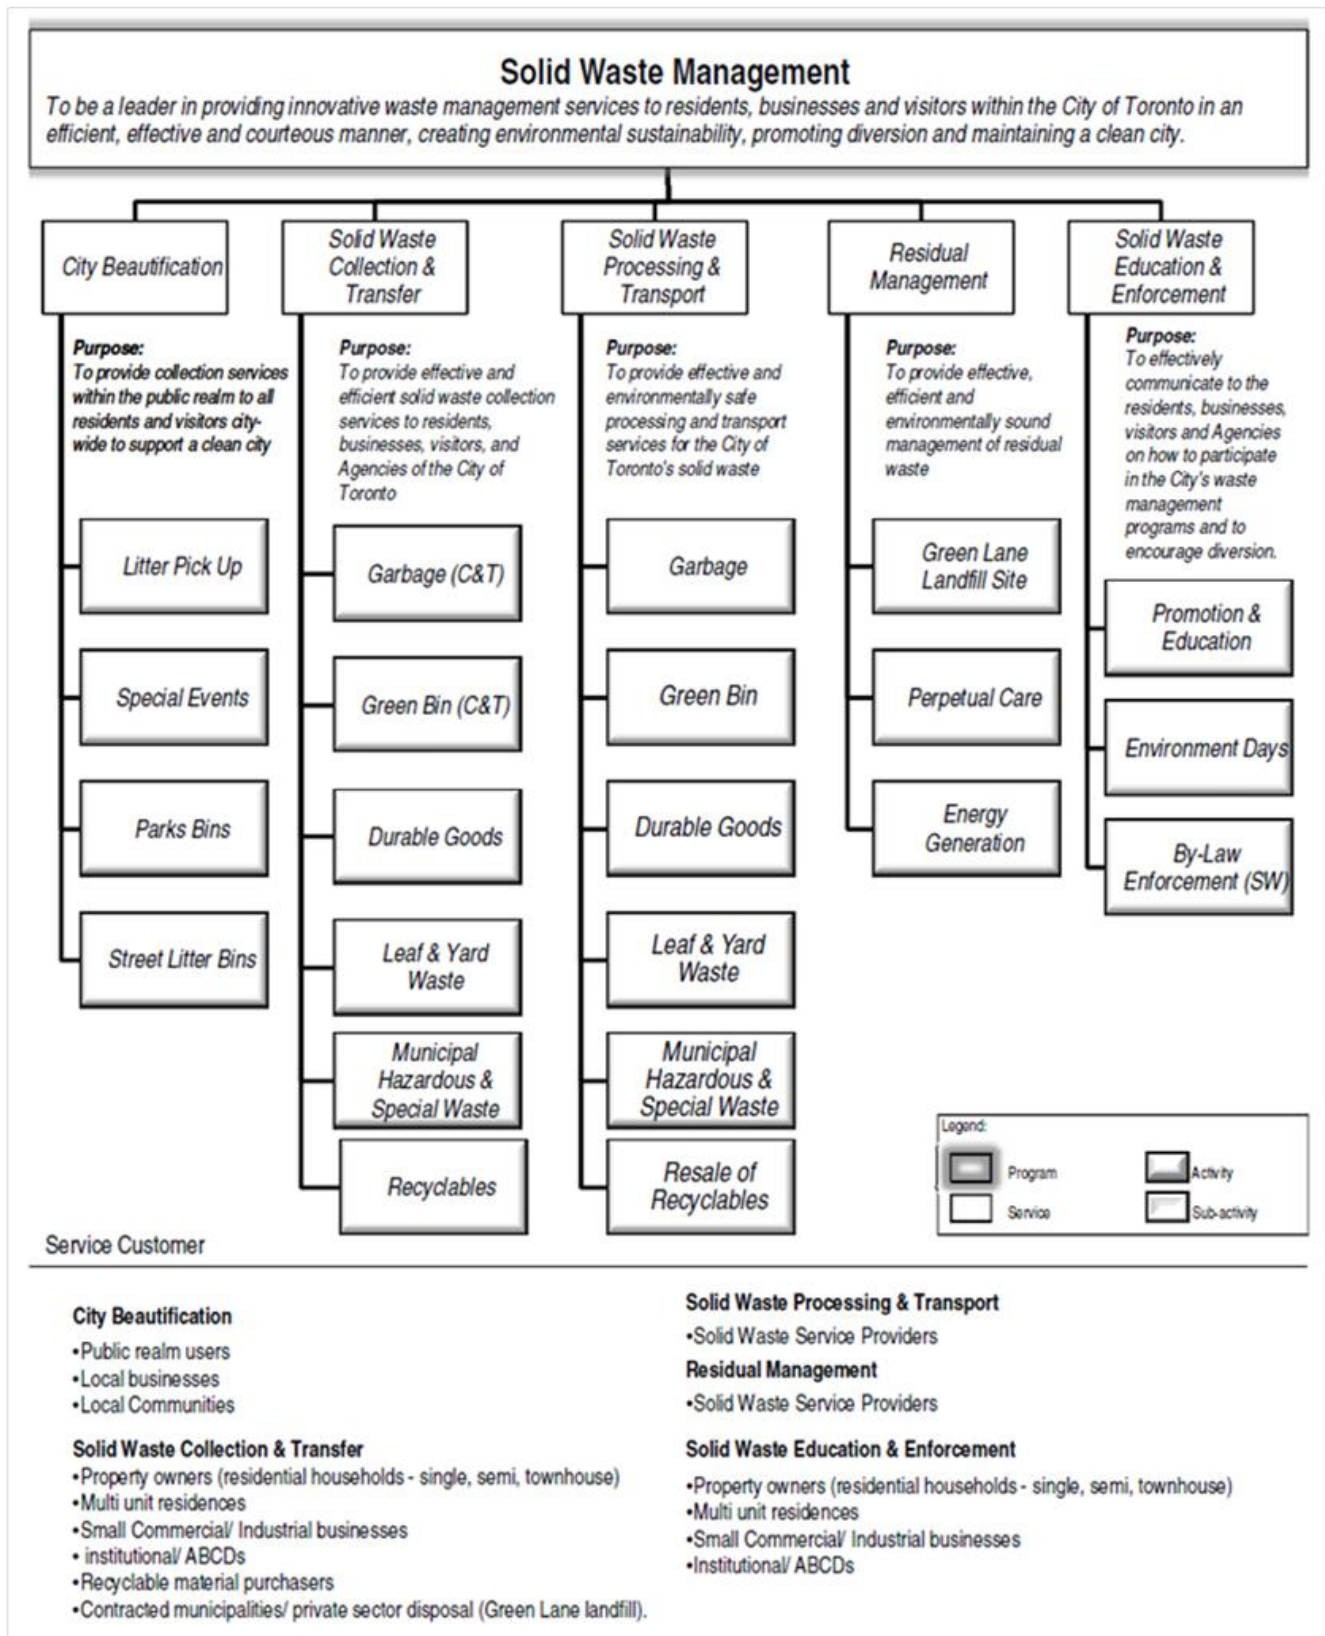 Solid Waste Management
To be a leader in providing innovative waste management services to residents, businesses and visitors within the City of Toronto in an
efficient, effective and courteous manner, creating environmental sustainability, promoting diversion and maintaining a clean city.
City Beautification
Solid Waste
Collection &
Transfer
Solid Waste
Processing &
Transport
Residual
Management
Solid Waste
Education &
Enforcement
Purpose:
To provide collection services
within the public realm to all
residents and visitors city-
wide to support a clean city
Purpose:
To provide effective and
efficient solid waste collection
services to residents,
businesses, visitors, and
Agencies of the City of
Toronto
Purpose:
To provide effective and
environmentally safe
processing and transport
services for the City of
Toronto's solid waste
Purpose:
To provide effective,
efficient and
environmentally sound
management of residual
waste
Purpose:
To effectively
communicate to the
residents, businesses,
visitors and Agencies
on how to participate
in the City's waste
management
programs and to
encourage diversion.
Litter Pick Up
Special Events
Parks Bins
Street Litter Bins
Garbage (C&T)
Green Bin (C&T)
Durable Goods
Leaf & Yard
Waste
Municipal
Hazardous &
Special Waste
Recyclables
Garbage
Green Bin
Durable Goods
Leaf & Yard
Waste
Municipal
Hazardous &
Special Waste
Resale of
Recyclables
Green Lane
Landfill Site
Perpetual Care
Energy
Generation
Promotion &
Education
Environment Days
By-Law
Enforcement (SW)
Legend:
Program
Activity
Service
Sub-activity
Service Customer
City Beautification
•Public realm users
•Local businesses
•Local Communities
Solid Waste Collection & Transfer
•Property owners (residential households - single, semi, townhouse)
•Multi unit residences
•Small Commercial/ Industrial businesses
• institutional/ ABCDs
•Recyclable material purchasers
•Contracted municipalities/ private sector disposal (Green Lane landfill).
Solid Waste Processing & Transport
•Solid Waste Service Providers
Residual Management
•Solid Waste Service Providers
Solid Waste Education & Enforcement
•Property owners (residential households - single, semi, townhouse)
•Multi unit residences
•Small Commercial/ Industrial businesses
•Institutional/ ABCDs